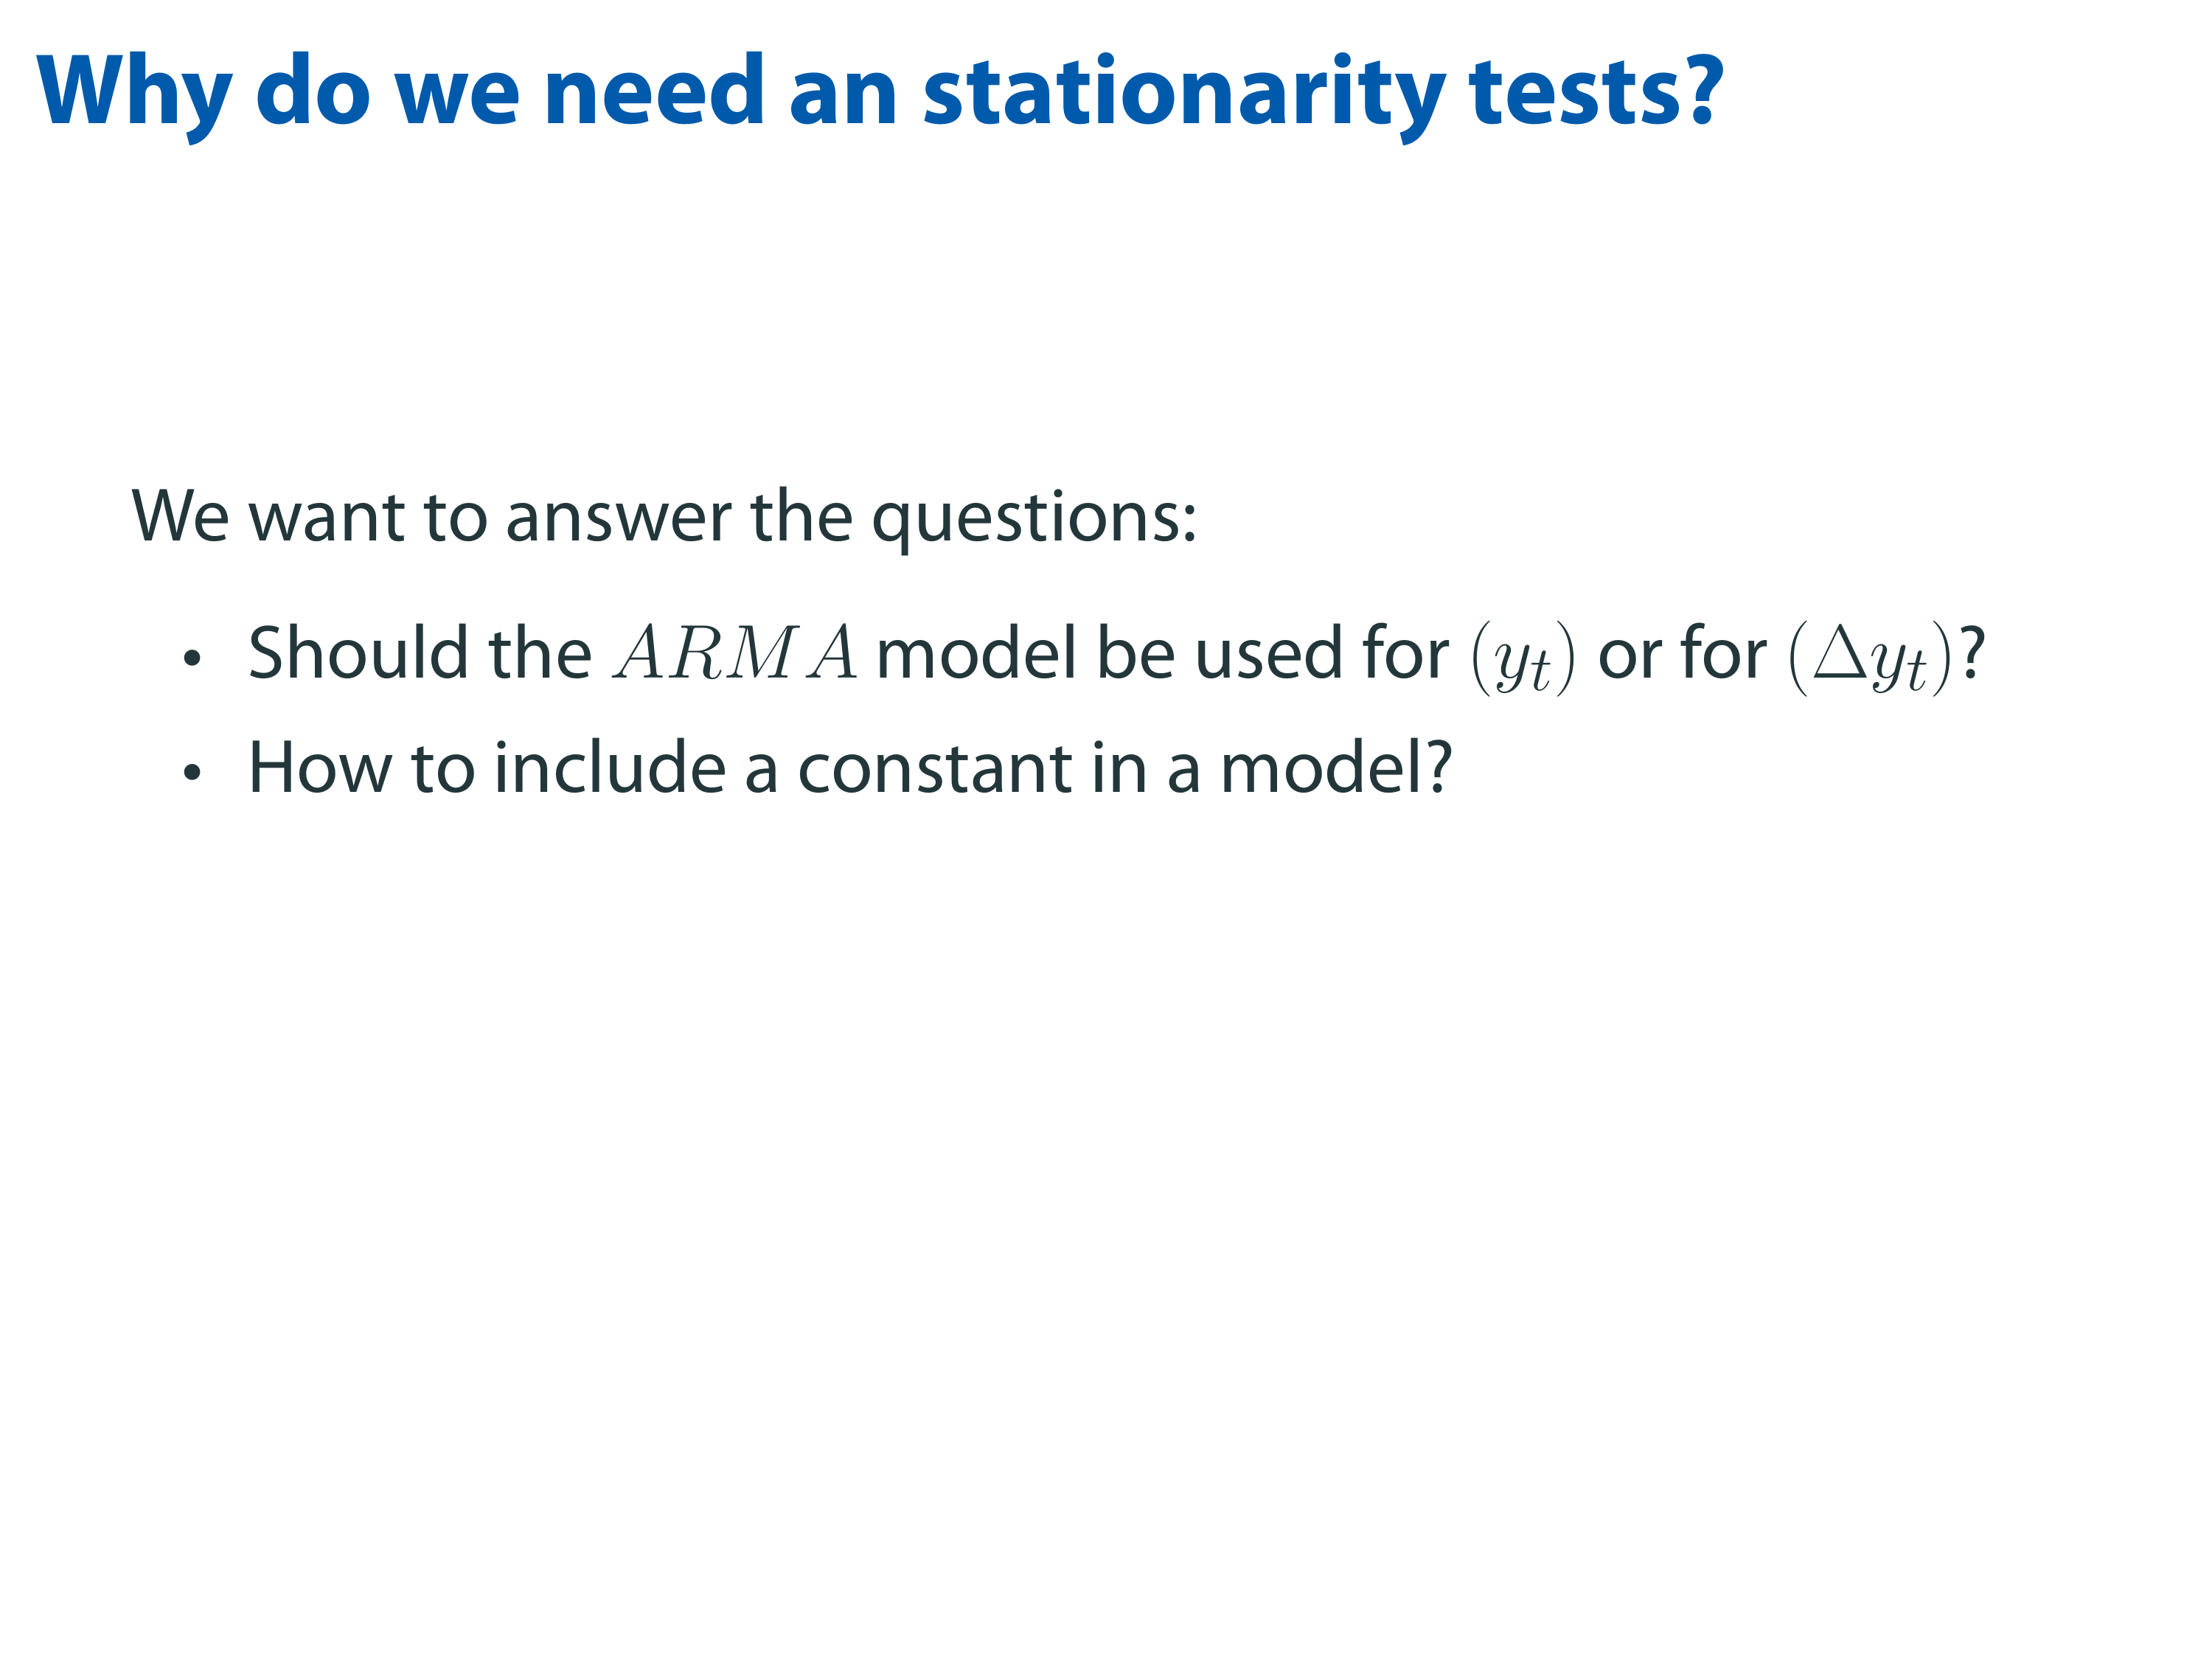 Why do we need an stationarity tests?
We want to answer the questions:
• Should the ARMA model be used for (yₜ) or for (Δyₜ)?
• How to include a constant in a model?